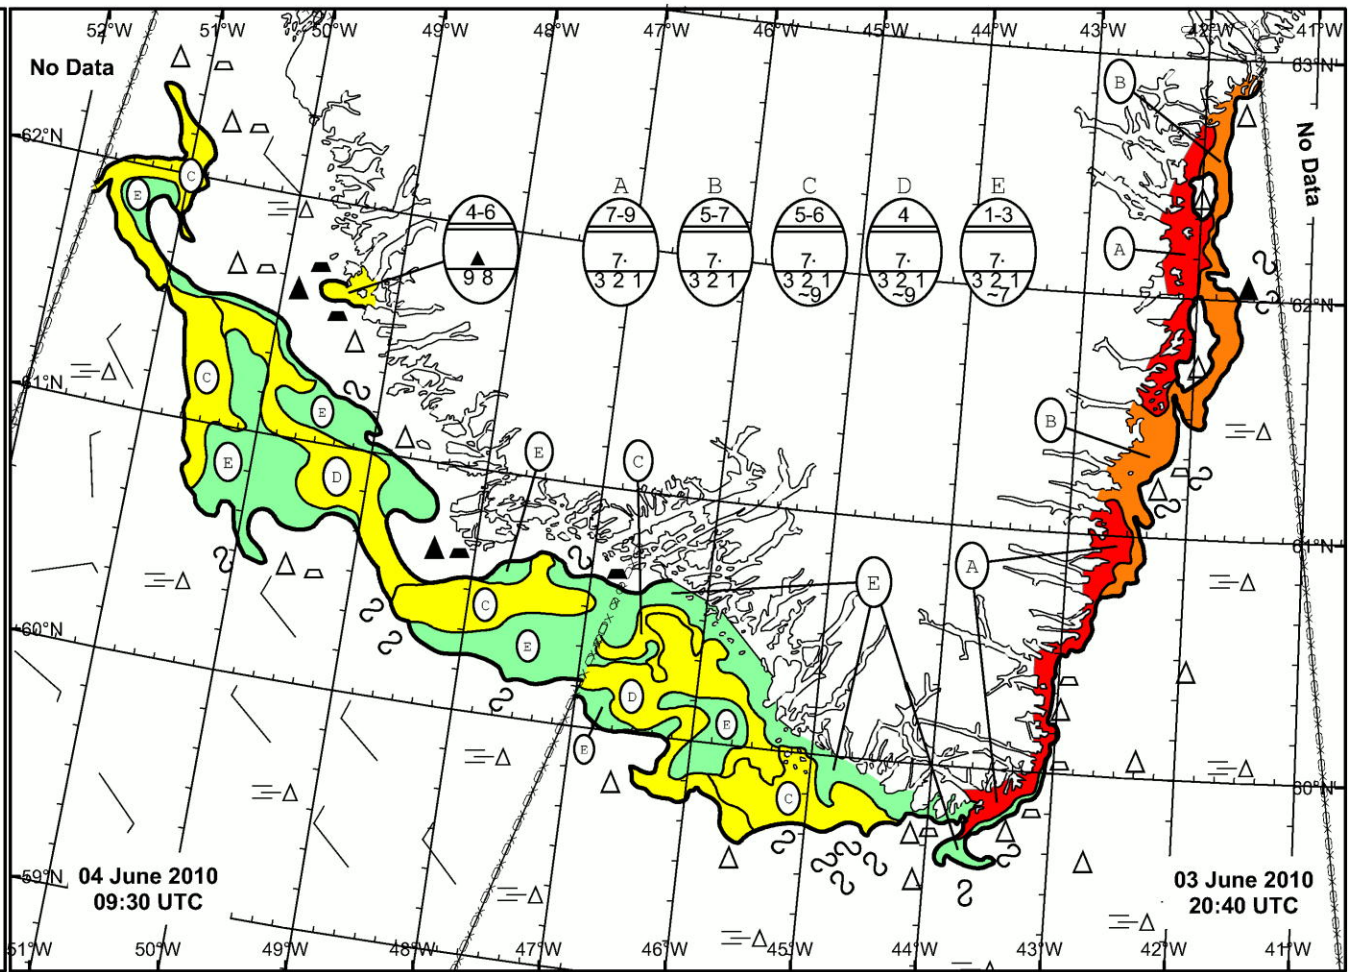 52°W 51°W 50°W 49°W 48°W 47°W 46°W 45°W 44°W 43°W 42°W 41°W
No Data
63°N
62°N
B
No Data
C
E
A B C D E
4-6 7-9 5-7 5-6 4 1-3
7· 7· 7· 7· 7·
9 8 3 2 1 3 2 1 3 2 1 3 2 1 3 2 1
~9 ~9 ~7
A
62°N
61°N
C
E
B
E
C
E
D
61°N
A
E
C
60°N
E
D
E
E
60°N
C
59°N
04 June 2010
09:30 UTC
03 June 2010
20:40 UTC
51°W 50°W 49°W 48°W 47°W 46°W 45°W 44°W 43°W 42°W 41°W